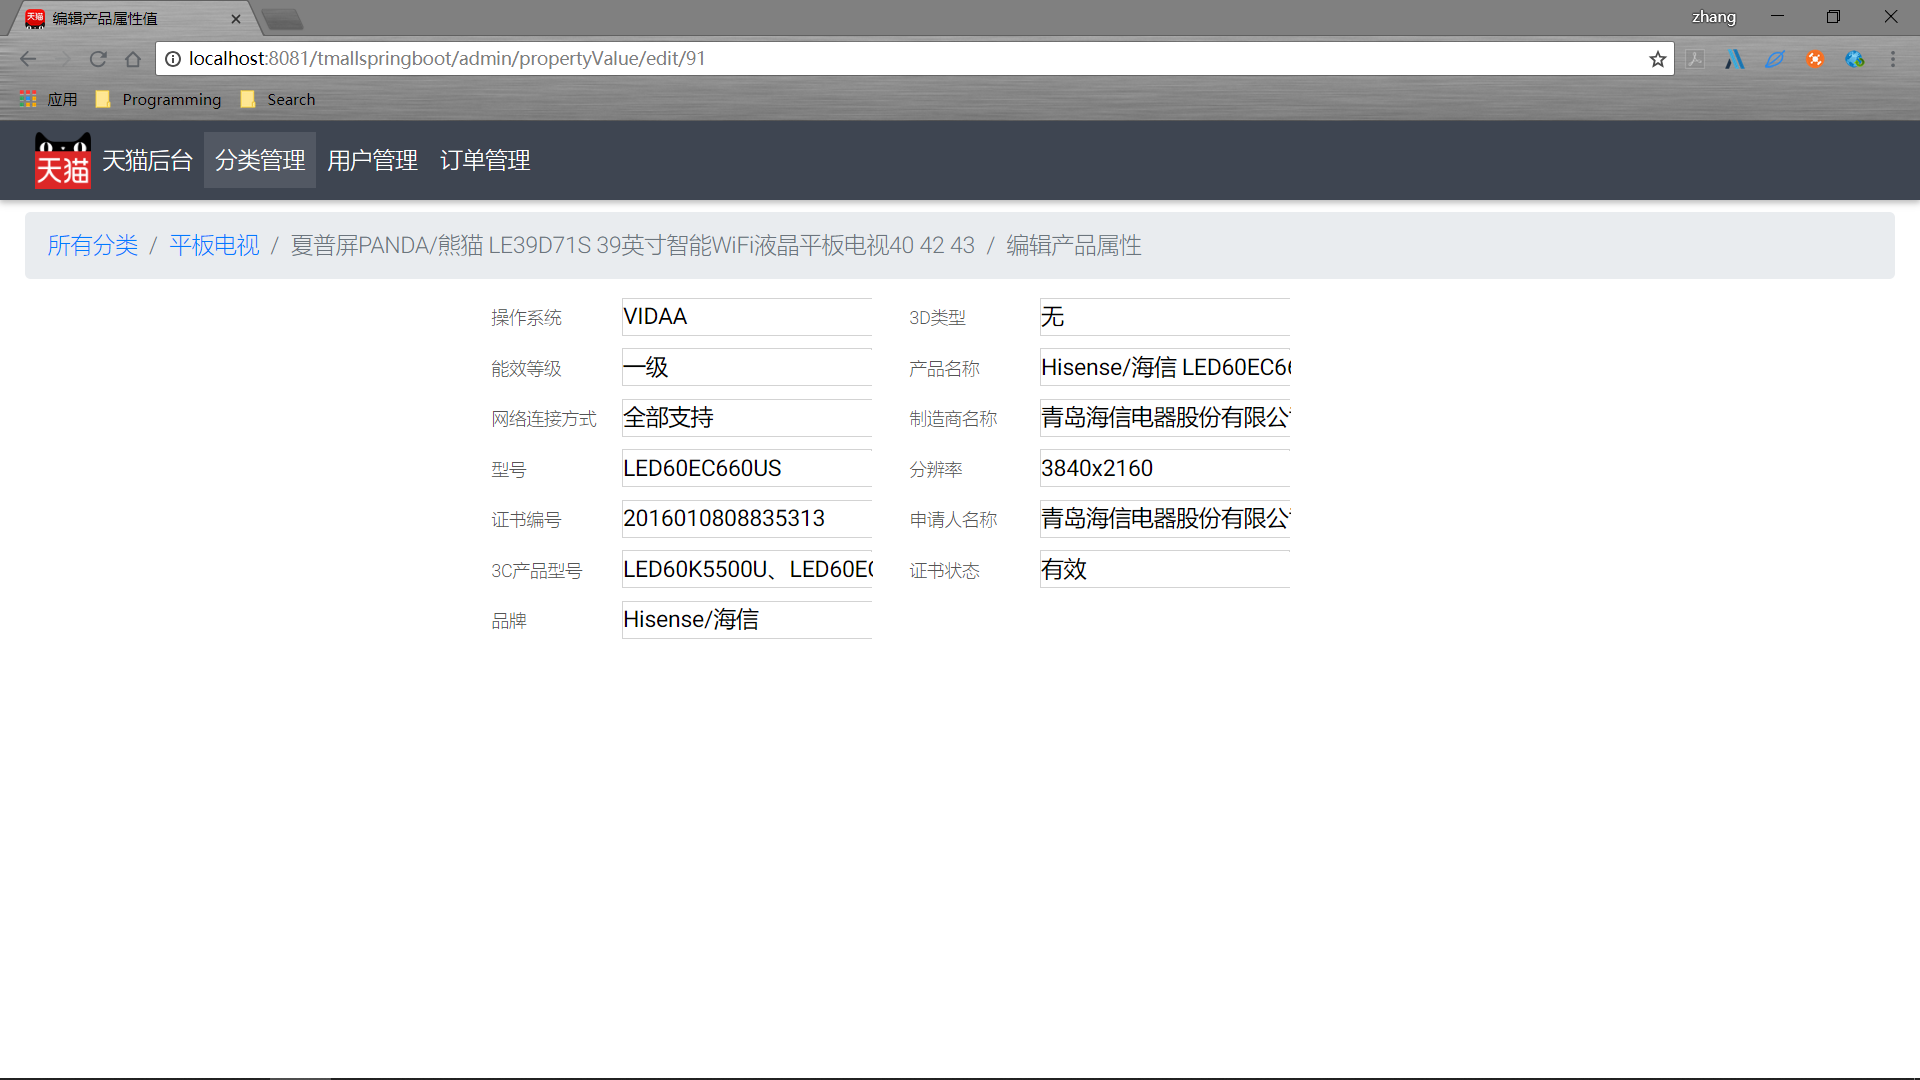 编辑产品属性值
zhang
localhost:8081/tmallspringboot/admin/propertyValue/edit/91
应用 Programming Search
天猫 天猫后台 分类管理 用户管理 订单管理
所有分类 / 平板电视 / 夏普屏PANDA/熊猫 LE39D71S 39英寸智能WiFi液晶平板电视40 42 43 / 编辑产品属性
操作系统 VIDAA 3D类型 无
能效等级 一级 产品名称 Hisense/海信 LED60EC66
网络连接方式 全部支持 制造商名称 青岛海信电器股份有限公
型号 LED60EC660US 分辨率 3840x2160
证书编号 2016010808835313 申请人名称 青岛海信电器股份有限公
3C产品型号 LED60K5500U、LED60EC 证书状态 有效
品牌 Hisense/海信